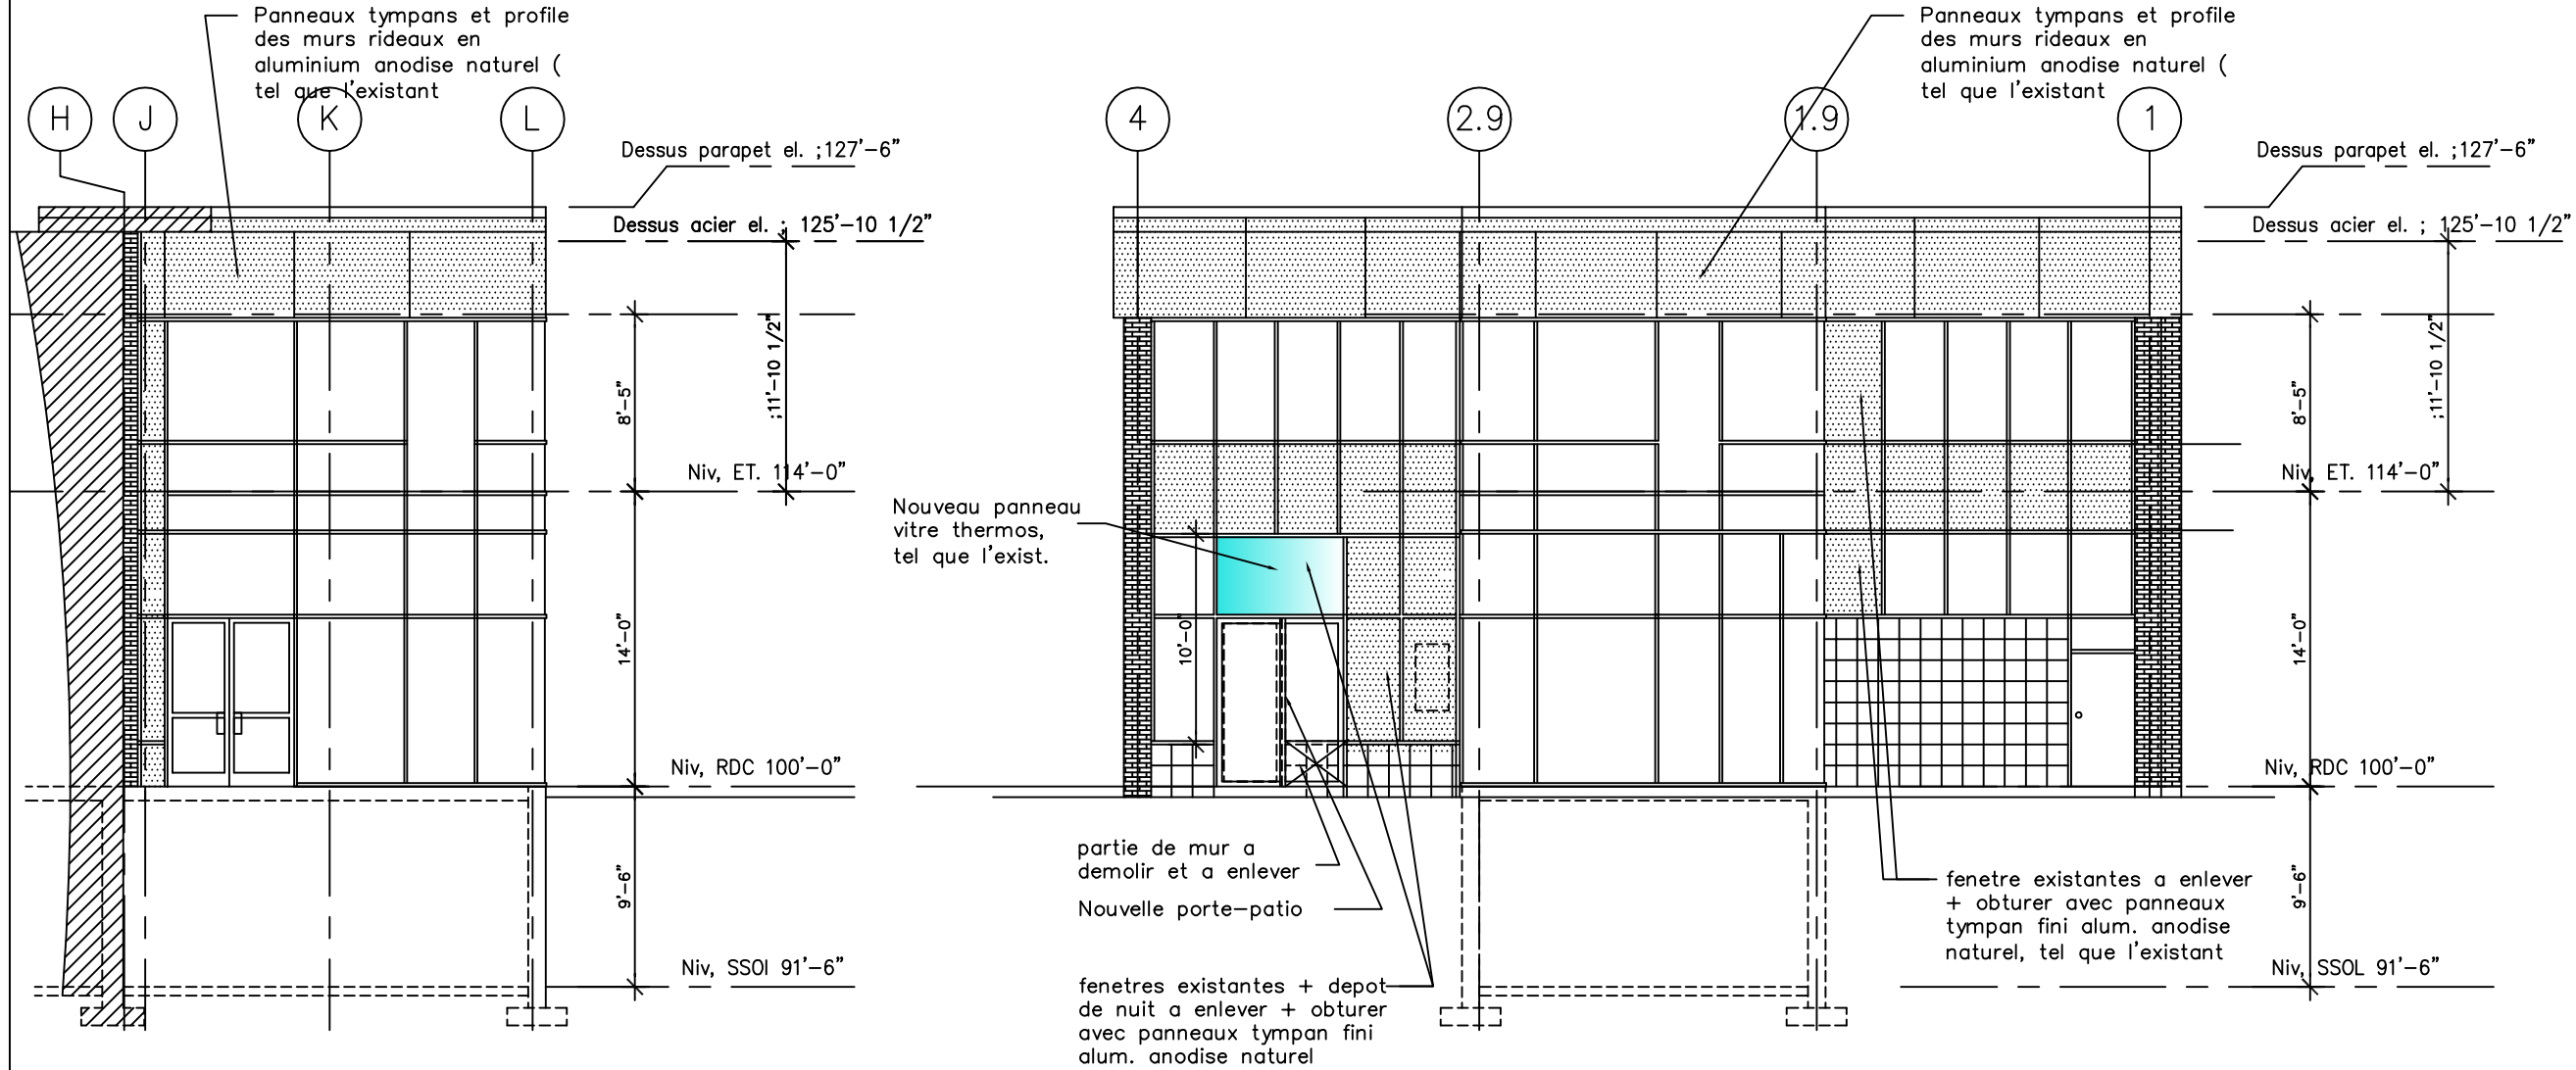 Panneaux tympans et profile
des murs rideaux en
aluminium anodise naturel (
tel que l'existant
H
J
K
L
Dessus parapet el. ;127'-6"
Dessus acier el. ; 125'-10 1/2"
8'-5"
;11'-10 1/2"
Niv, ET. 114'-0"
14'-0"
Niv, RDC 100'-0"
9'-6"
Niv, SSOl 91'-6"
Panneaux tympans et profile
des murs rideaux en
aluminium anodise naturel (
tel que l'existant
4
2.9
1.9
1
Dessus parapet el. ;127'-6"
Dessus acier el. ; 125'-10 1/2"
8'-5"
;11'-10 1/2"
Niv, ET. 114'-0"
Nouveau panneau
vitre thermos,
tel que l'exist.
10'-0"
14'-0"
Niv, RDC 100'-0"
partie de mur a
demolir et a enlever
Nouvelle porte-patio
fenetres existantes + depot
de nuit a enlever + obturer
avec panneaux tympan fini
alum. anodise naturel
fenetre existantes a enlever
+ obturer avec panneaux
tympan fini alum. anodise
naturel, tel que l'existant
9'-6"
Niv, SSOL 91'-6"